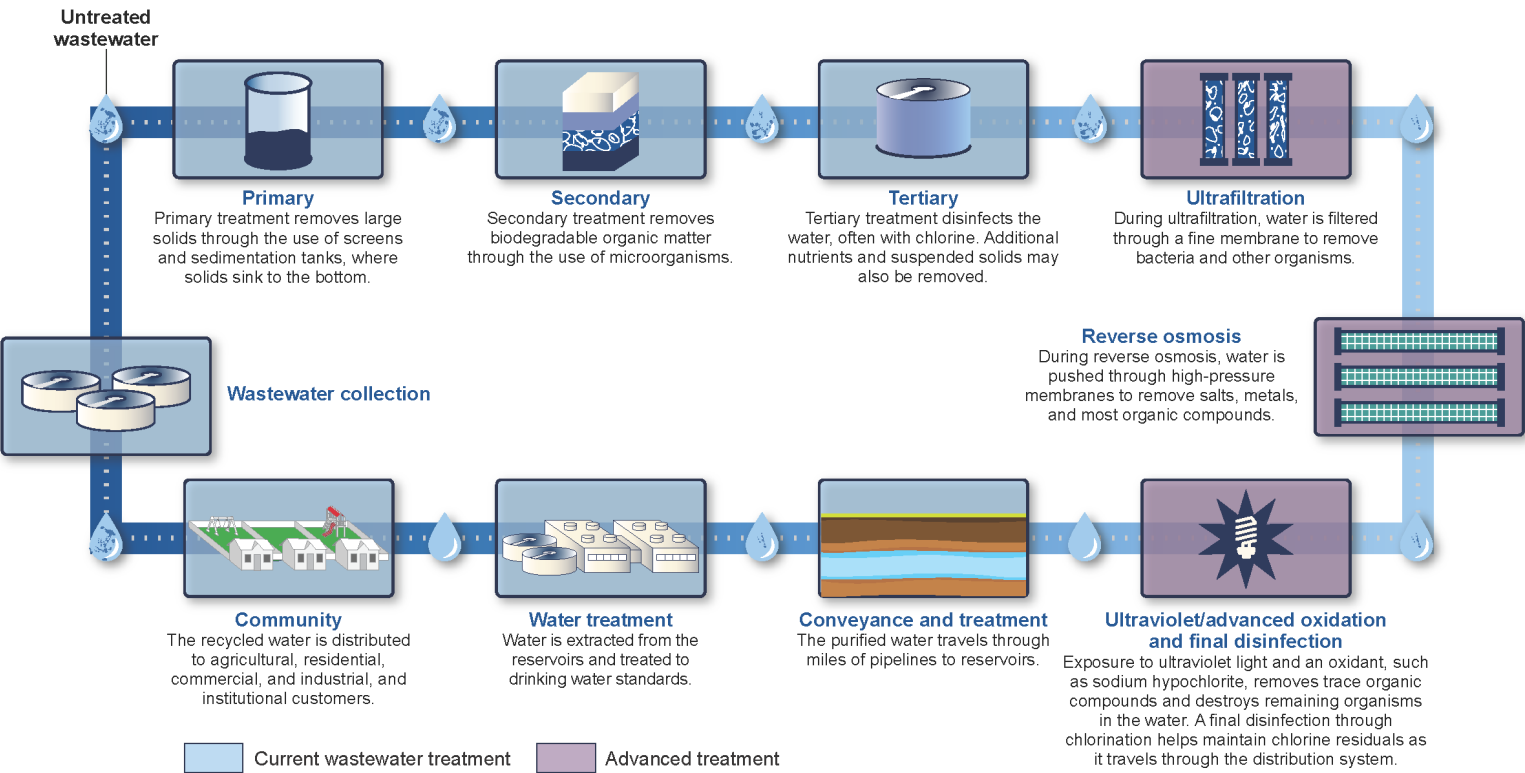 Untreated
wastewater
Primary
Primary treatment removes large
solids through the use of screens
and sedimentation tanks, where
solids sink to the bottom.
Secondary
Secondary treatment removes
biodegradable organic matter
through the use of microorganisms.
Tertiary
Tertiary treatment disinfects the
water, often with chlorine. Additional
nutrients and suspended solids may
also be removed.
Ultrafiltration
During ultrafiltration, water is filtered
through a fine membrane to remove
bacteria and other organisms.
Reverse osmosis
During reverse osmosis, water is
pushed through high-pressure
membranes to remove salts, metals,
and most organic compounds.
Wastewater collection
Community
The recycled water is distributed
to agricultural, residential,
commercial, and industrial, and
institutional customers.
Water treatment
Water is extracted from the
reservoirs and treated to
drinking water standards.
Conveyance and treatment
The purified water travels through
miles of pipelines to reservoirs.
Ultraviolet/advanced oxidation
and final disinfection
Exposure to ultraviolet light and an oxidant, such
as sodium hypochlorite, removes trace organic
compounds and destroys remaining organisms
in the water. A final disinfection through
chlorination helps maintain chlorine residuals as
it travels through the distribution system.
Current wastewater treatment
Advanced treatment